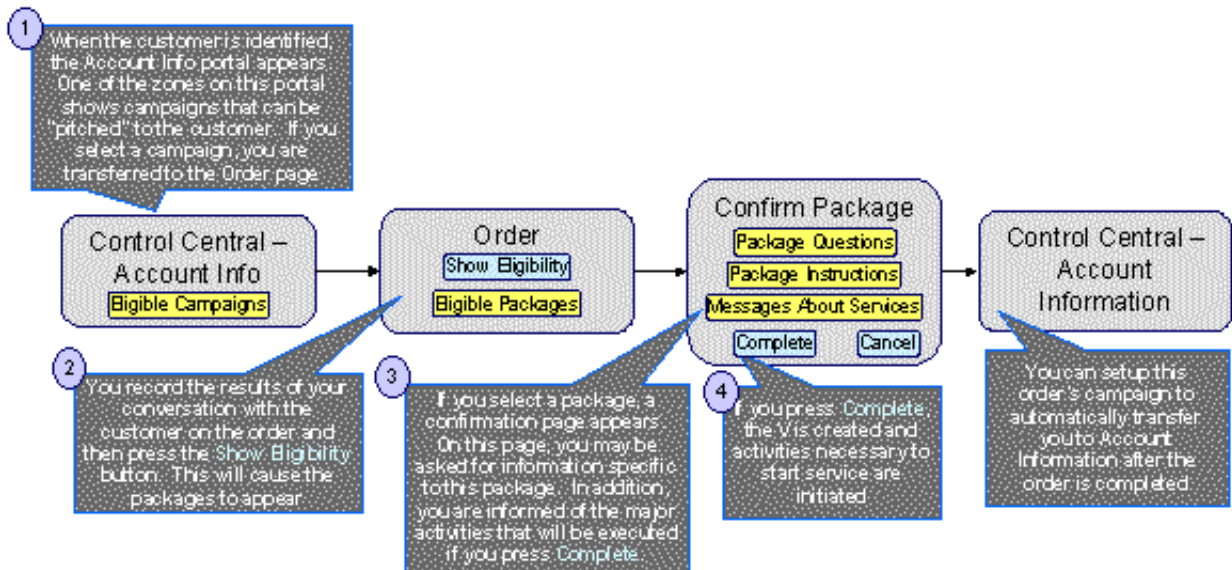 1
When the customer is identified,
the Account Info portal appears.
One of the zones on this portal
shows campaigns that can be
"pitched" to the customer. If you
select a campaign, you are
transferred to the Order page
Control Central –
Account Info
Eligible Campaigns
Order
Show Eligibility
Eligible Packages
Confirm Package
Package Questions
Package Instructions
Messages About Services
Complete
Cancel
Control Central –
Account
Information
2
You record the results of your
conversation with the
customer on the order and
then press the Show Eligibility
button. This will cause the
packages to appear
3
If you select a package, a
confirmation page appears.
On this page, you may be
asked for information specific
to this package. In addition,
you are informed of the major
activities that will be executed
if you press Complete.
4
If you press Complete,
the V is created and
activities necessary to
start service are
initiated
You can setup this
order's campaign to
automatically transfer
you to Account
Information after the
order is completed